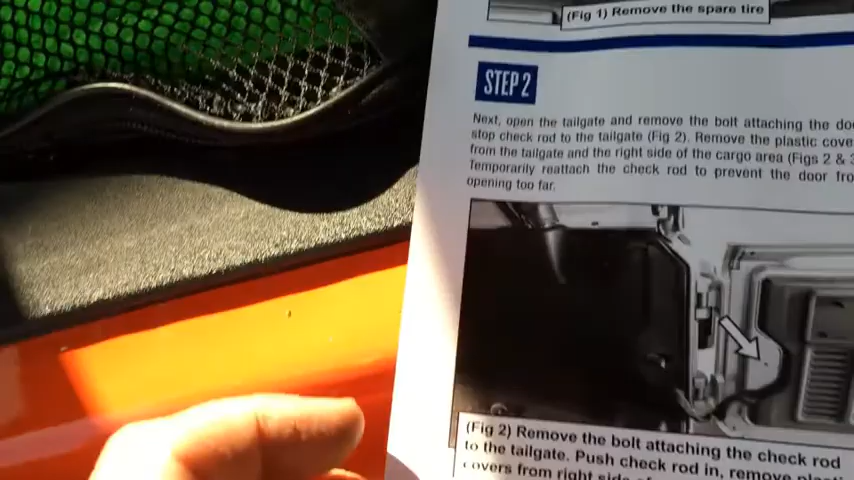 (Fig 1) Remove the spare tire
STEP 2
Next, open the tailgate and remove the bolt attaching the
stop check rod to the tailgate (Fig 2). Remove the plastic
from the tailgate and the right side of the cargo area (Figs 2 &
Temporarily reattach the check rod to prevent the door
opening too far.
(Fig 2) Remove the bolt attaching the check rod
to the tailgate. Push check rod in, remove
covers from right side